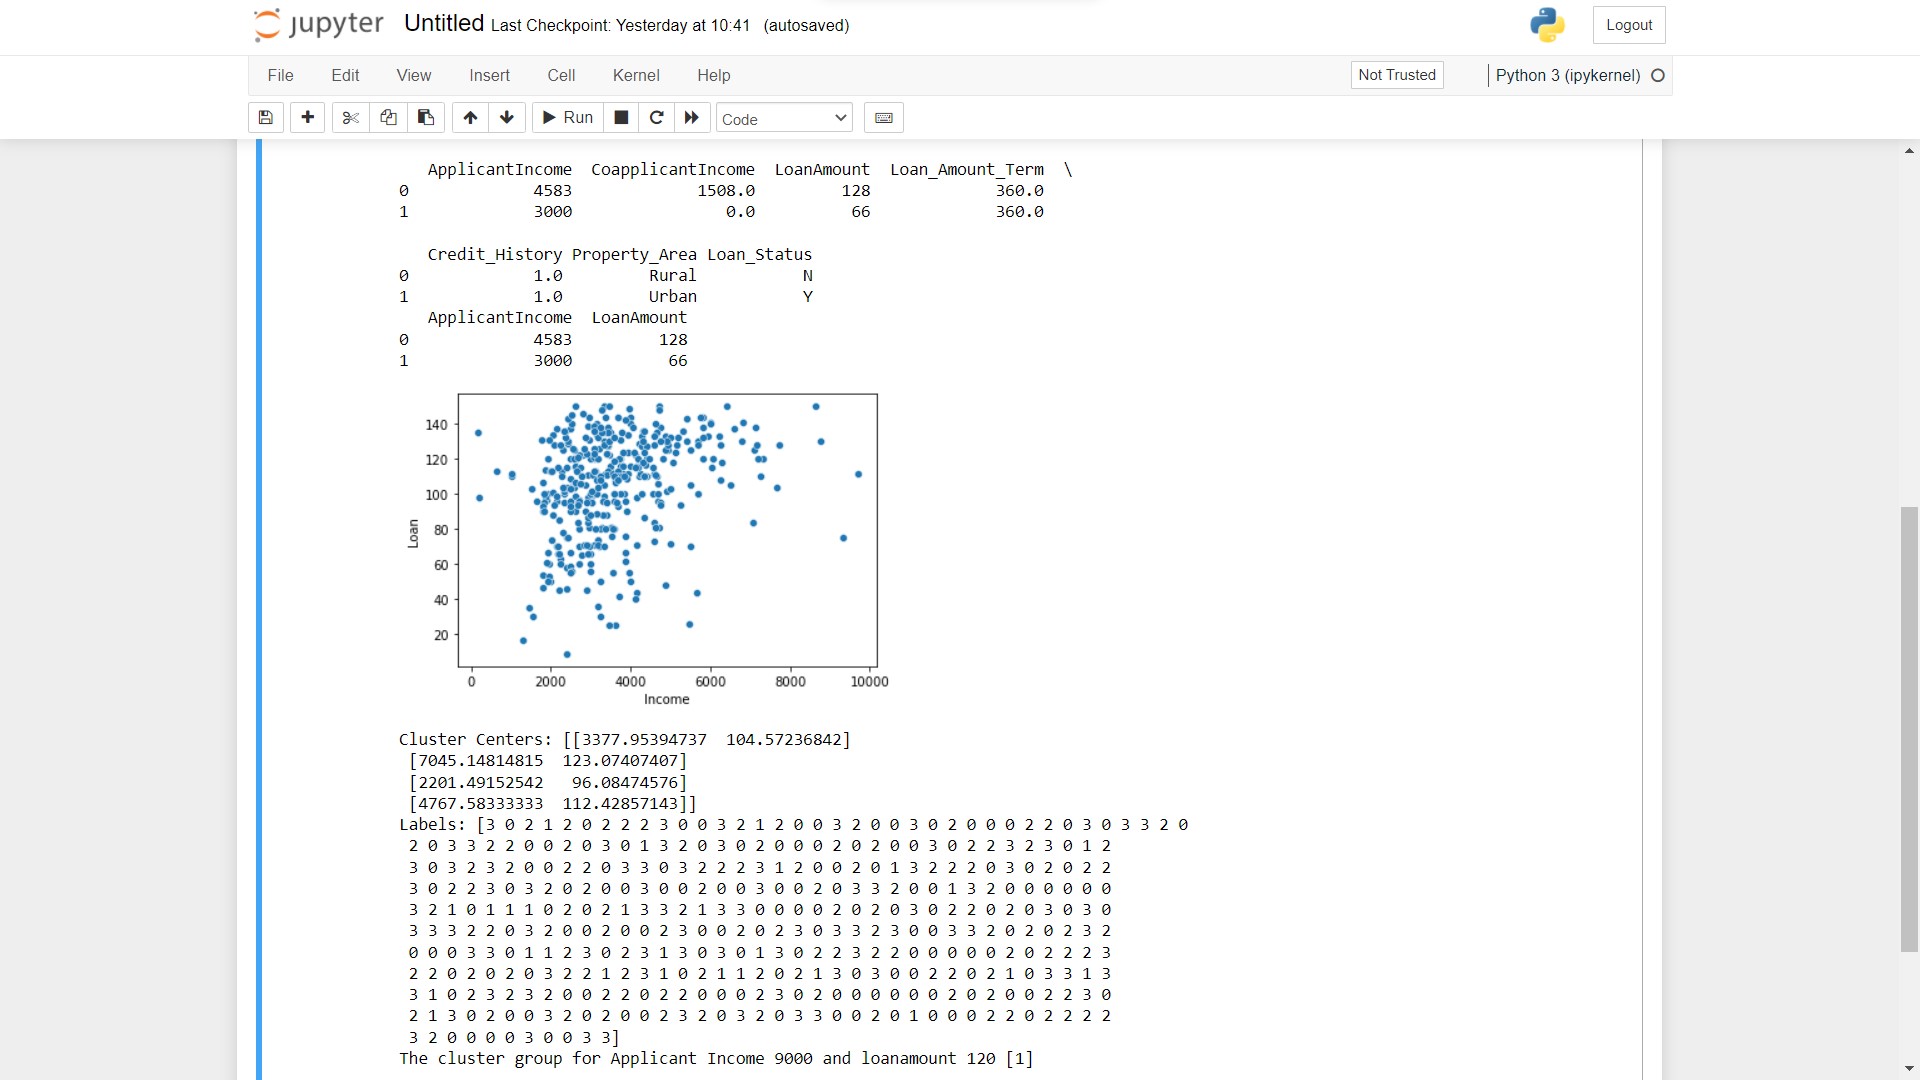 jupyter Untitled Last Checkpoint: Yesterday at 10:41 (autosaved) Logout
File Edit View Insert Cell Kernel Help Not Trusted Python 3 (ipykernel)
Run Code
ApplicantIncome CoapplicantIncome LoanAmount Loan_Amount_Term \
0 4583 1508.0 128 360.0
1 3000 0.0 66 360.0
Credit_History Property_Area Loan_Status
0 1.0 Rural N
1 1.0 Urban Y
ApplicantIncome LoanAmount
0 4583 128
1 3000 66
140
120
100
80
60
40
20
Loan
0 2000 4000 6000 8000 10000
Income
Cluster Centers: [[3377.95394737 104.57236842]
[7045.14814815 123.07407407]
[2201.49152542 96.08474576]
[4767.58333333 112.42857143]]
Labels: [3 0 2 1 2 0 2 2 2 3 0 0 3 2 1 2 0 0 3 2 0 0 3 0 2 0 0 0 2 2 0 3 0 3 3 2 0
2 0 3 3 2 2 0 0 2 0 3 0 1 3 2 0 3 0 2 0 0 0 2 0 2 0 0 3 0 2 2 3 2 3 0 1 2
3 0 3 2 3 2 0 0 2 2 0 3 3 0 3 2 2 2 3 1 2 0 0 2 0 1 3 2 2 2 0 3 0 2 0 2 2
3 0 2 2 3 0 3 2 0 2 0 0 3 0 0 2 0 0 3 0 0 2 0 3 3 2 0 0 1 3 2 0 0 0 0 0 0
3 2 1 0 1 1 1 0 2 0 2 1 3 3 2 1 3 3 0 0 0 0 2 0 2 0 3 0 2 2 0 2 0 3 0 3 0
3 3 3 2 2 0 3 2 0 0 2 0 0 2 3 0 0 2 0 2 3 0 3 3 2 3 0 0 3 3 2 0 2 0 2 3 2
0 0 0 3 3 0 1 1 2 3 0 2 3 1 3 0 3 0 1 3 0 2 2 3 2 2 0 0 0 0 0 2 0 2 2 2 3
2 2 0 2 0 2 0 3 2 2 1 2 3 1 0 2 1 1 2 0 2 1 3 0 3 0 0 2 2 0 2 1 0 3 3 1 3
3 1 0 2 3 2 3 2 0 0 2 2 0 2 2 0 0 0 2 3 0 2 0 0 0 0 0 0 2 0 2 0 0 2 2 3 0
2 1 3 0 2 0 0 3 2 0 2 0 0 2 3 2 0 3 2 0 3 3 0 0 2 0 1 0 0 0 2 2 0 2 2 2 2
3 2 0 0 0 0 3 0 0 3 3]
The cluster group for Applicant Income 9000 and loanamount 120 [1]